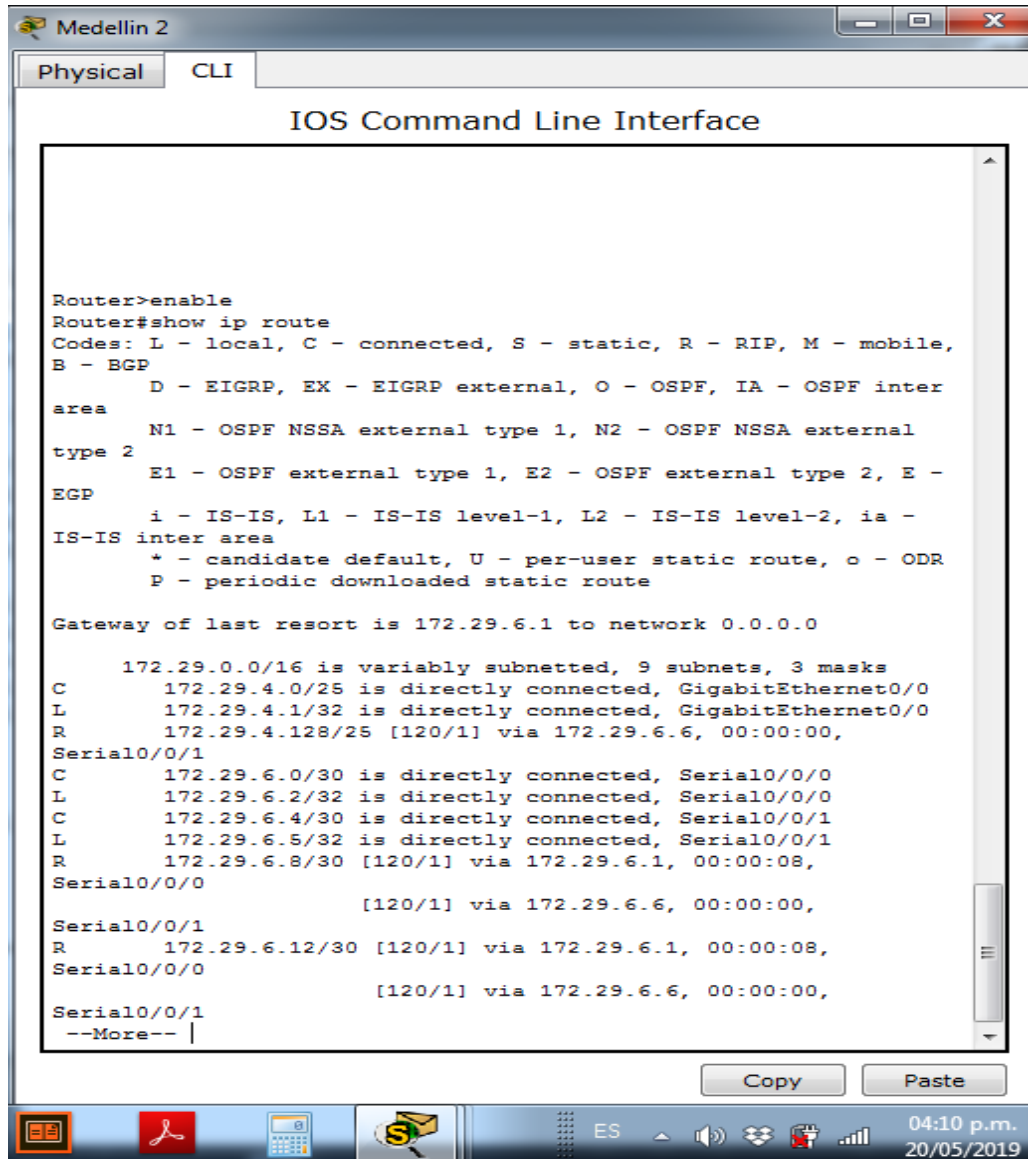 Medellin 2
Physical CLI
IOS Command Line Interface
Router>enable
Router#show ip route
Codes: L - local, C - connected, S - static, R - RIP, M - mobile,
B - BGP
D - EIGRP, EX - EIGRP external, O - OSPF, IA - OSPF inter
area
N1 - OSPF NSSA external type 1, N2 - OSPF NSSA external
type 2
E1 - OSPF external type 1, E2 - OSPF external type 2, E -
EGP
i - IS-IS, L1 - IS-IS level-1, L2 - IS-IS level-2, ia -
IS-IS inter area
* - candidate default, U - per-user static route, o - ODR
P - periodic downloaded static route
Gateway of last resort is 172.29.6.1 to network 0.0.0.0
172.29.0.0/16 is variably subnetted, 9 subnets, 3 masks
C 172.29.4.0/25 is directly connected, GigabitEthernet0/0
L 172.29.4.1/32 is directly connected, GigabitEthernet0/0
R 172.29.4.128/25 [120/1] via 172.29.6.6, 00:00:00,
Serial0/0/1
C 172.29.6.0/30 is directly connected, Serial0/0/0
L 172.29.6.2/32 is directly connected, Serial0/0/0
C 172.29.6.4/30 is directly connected, Serial0/0/1
L 172.29.6.5/32 is directly connected, Serial0/0/1
R 172.29.6.8/30 [120/1] via 172.29.6.1, 00:00:08,
Serial0/0/0
[120/1] via 172.29.6.6, 00:00:00,
Serial0/0/1
R 172.29.6.12/30 [120/1] via 172.29.6.1, 00:00:08,
Serial0/0/0
[120/1] via 172.29.6.6, 00:00:00,
Serial0/0/1
--More--
Copy Paste
ES 04:10 p.m.
20/05/2019